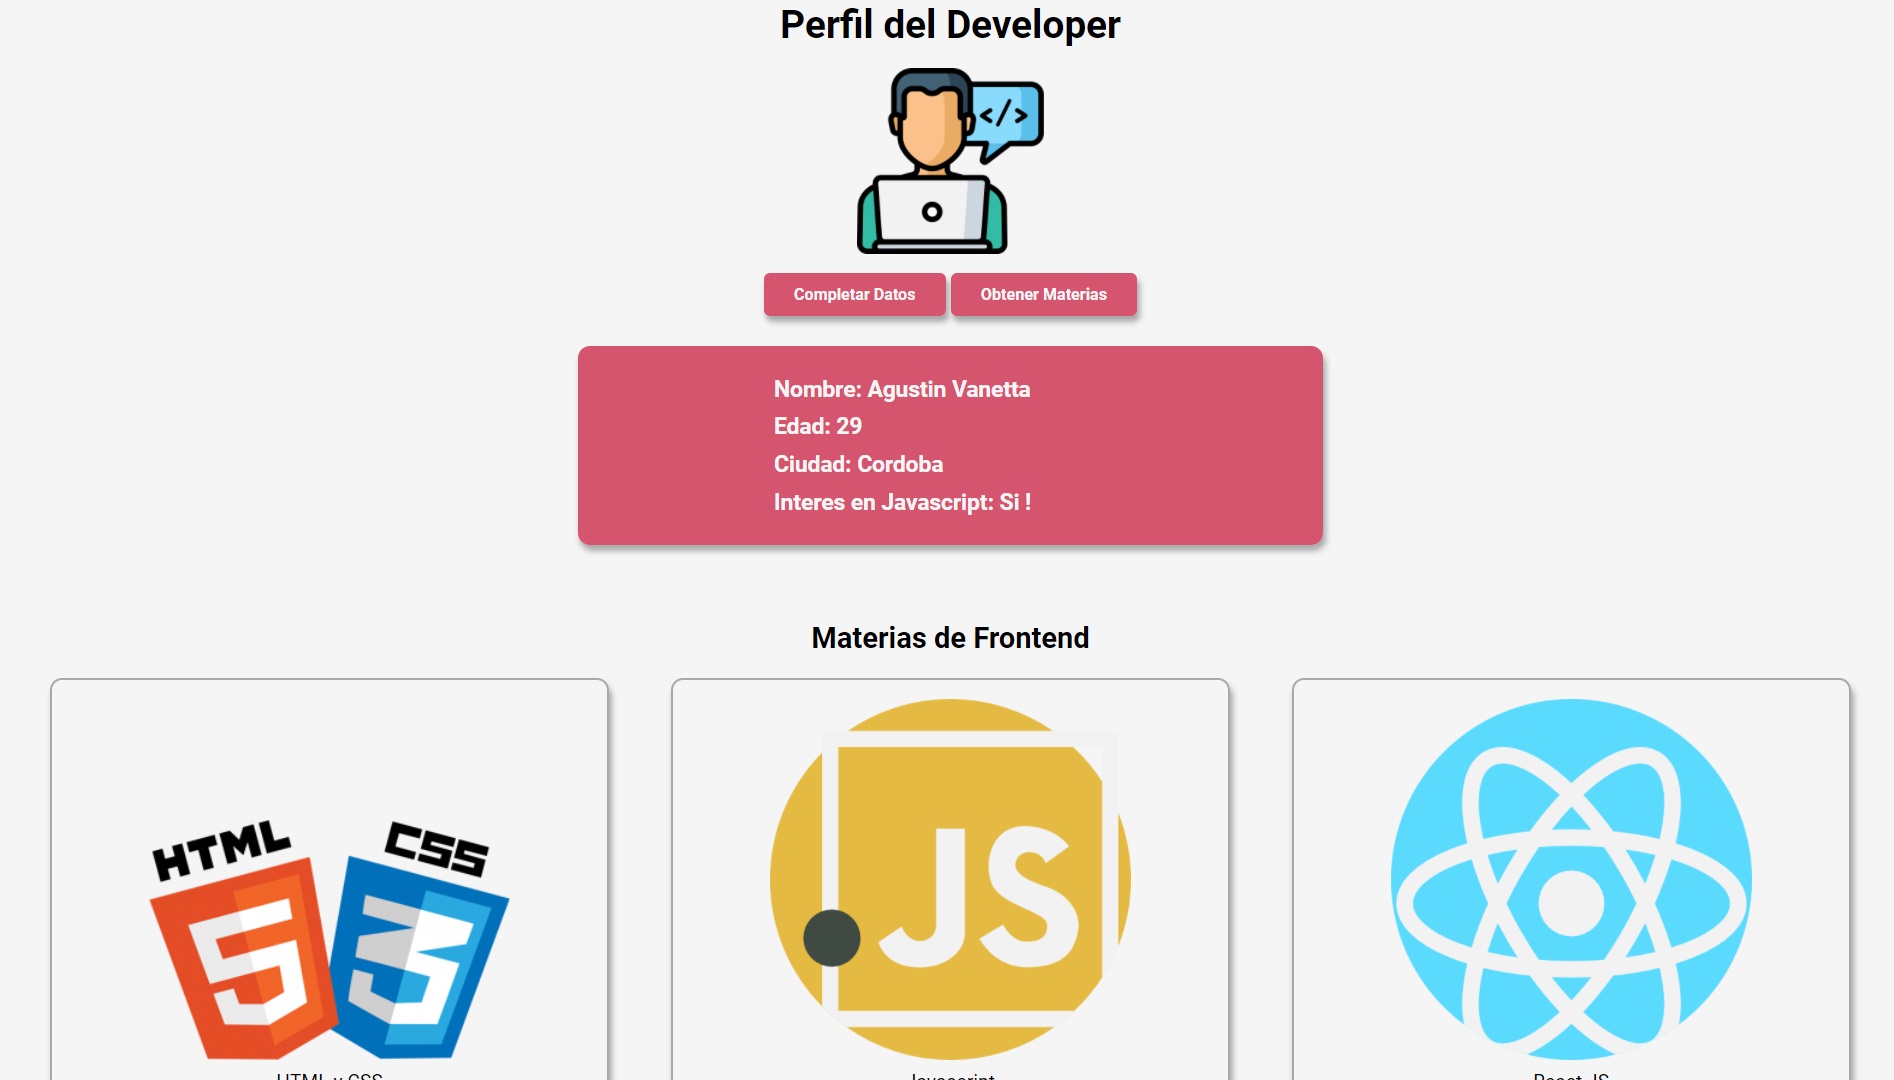 Perfil del Developer
</>
Completar Datos
Obtener Materias
Nombre: Agustin Vanetta
Edad: 29
Ciudad: Cordoba
Interes en Javascript: Si !
Materias de Frontend
HTML
CSS
5
3
JS
HTML y CSS
Javascript
React JS